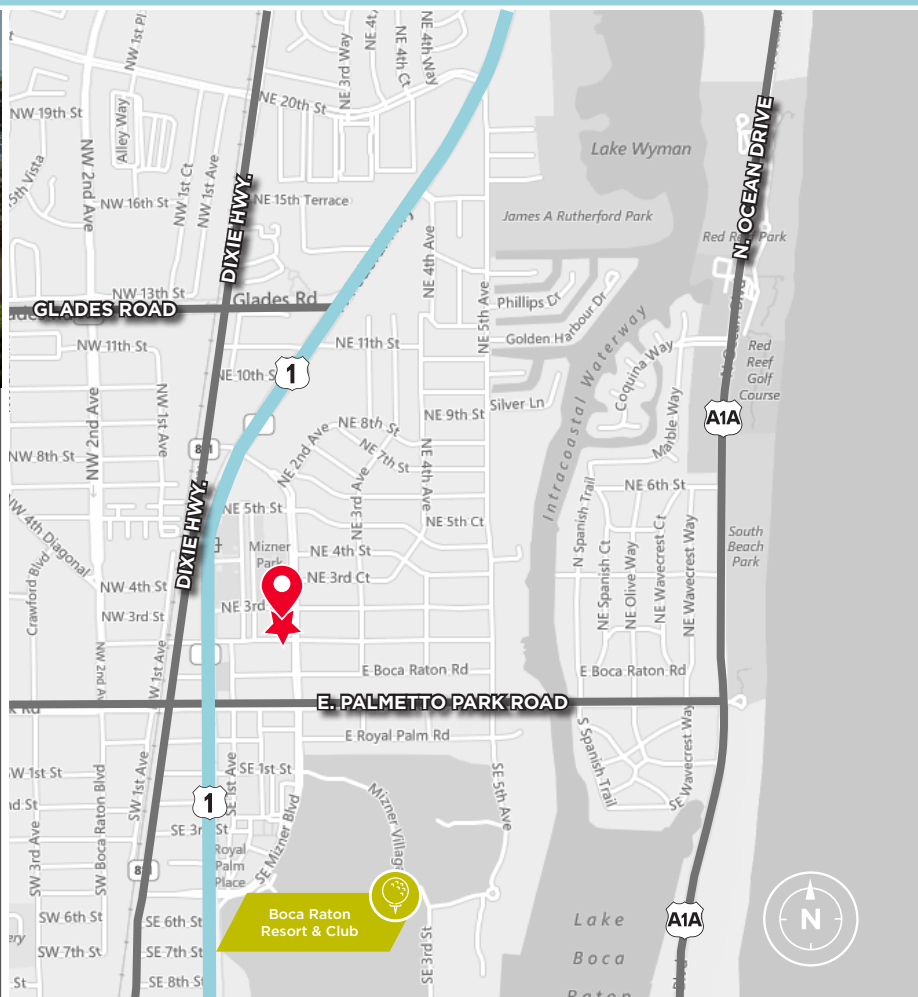 NW 1st Pl.
NE 3rd Way
NE 4th Ct
NE 4th Way
NE 20th St
NW 19th St
Alley Way
Lake Wyman
N. OCEAN DRIVE
5th Vista
NW 2nd Ave
NW 1st Ct
NW 1st Ave
DIXIE HWY.
NW 16th St
NE 15th Terrace
James A Rutherford Park
NE 4th Ave
Red Reef Park
NW 13th St
Glades Rd
GLADES ROAD
NE 5th Ave
Phillips Dr
Golden Harbour Dr
NW 11th St
NE 11th St
Intracoastal Waterway
Coquina Way
Red
Reef
Golf
Course
NE 10th St
1
NW 1st Ave
NW 2nd Ave
NE 9th St
Silver Ln
Marble Way
A1A
NE 8th St
NE 2nd Ave
NE 7th St
NW 8th St
NE 4th Ave
NE 3rd Ave
NE 6th St
N Spanish Trail
DIXIE HWY.
NE 5th St
NE 5th Ct
NW 4th Diagonal
Mizner
Park
NE 4th St
NE 3rd Ct
South
Beach
Park
Crawford Blvd
NW 4th St
NE 3rd
NW 3rd St
NE Spanish Ct
NE Olive Way
NE Wavecrest Ct
NE Wavecrest Way
E Boca Raton Rd
E Boca Raton Rd
E. PALMETTO PARK ROAD
E Royal Palm Rd
S Spanish Trail
SE Wavecrest Way
SW 1st St
SE 1st St
SE 1st Ave
SW 1st Ave
1
Mizner Village
SE 5th Ave
SE Mizner Blvd
SE 3rd St
SW 3rd Ave
SW Boca Raton Blvd
Royal
Palm
Place
Boca Raton
Resort & Club
SW 6th St
SE 6th St
SW 7th St
SE 7th St
SE 8th St
SE 3rd St
Lake
Boca
Raton
A1A
N